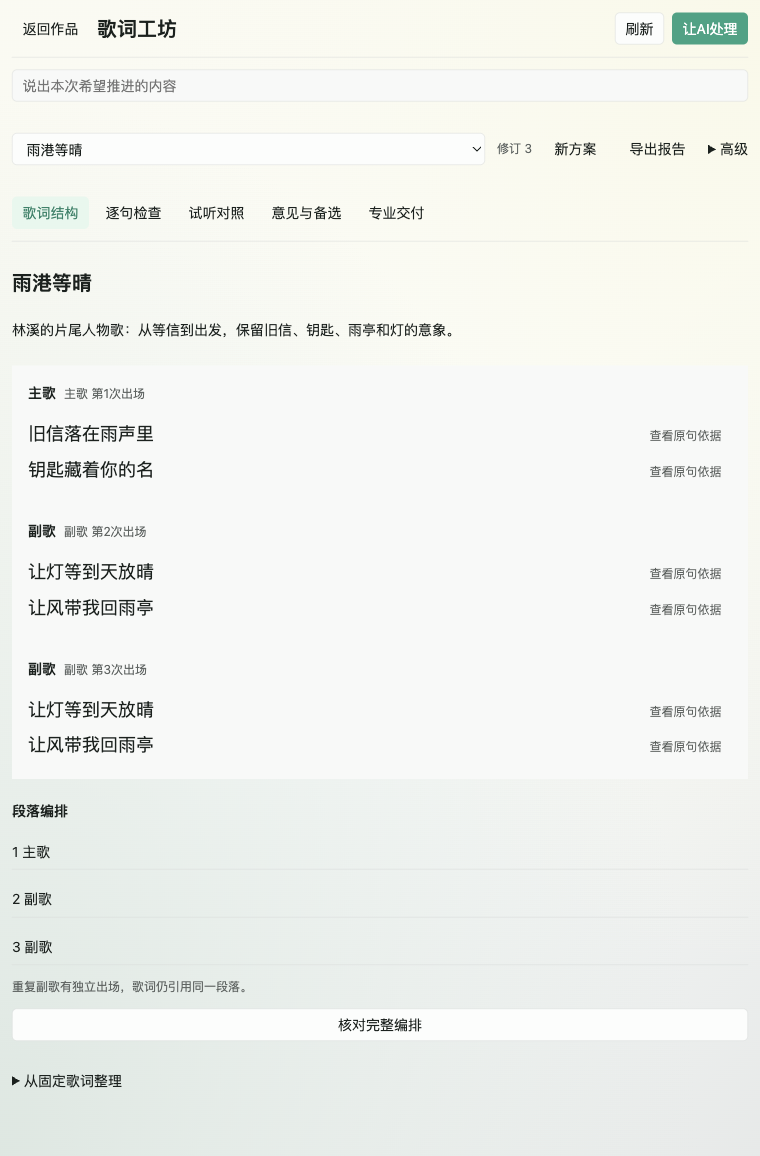 返回作品 歌词工坊 刷新 让AI处理
说出本次希望推进的内容
雨港等晴 修订 3 新方案 导出报告 ▶ 高级
歌词结构 逐句检查 试听对照 意见与备选 专业交付
雨港等晴
林溪的片尾人物歌：从等信到出发，保留旧信、钥匙、雨亭和灯的意象。
主歌 主歌 第1次出场
旧信落在雨声里 查看原句依据
钥匙藏着你的名 查看原句依据
副歌 副歌 第2次出场
让灯等到天放晴 查看原句依据
让风带我回雨亭 查看原句依据
副歌 副歌 第3次出场
让灯等到天放晴 查看原句依据
让风带我回雨亭 查看原句依据
段落编排
1 主歌
2 副歌
3 副歌
重复副歌有独立出场，歌词仍引用同一段落。
核对完整编排
▶ 从固定歌词整理